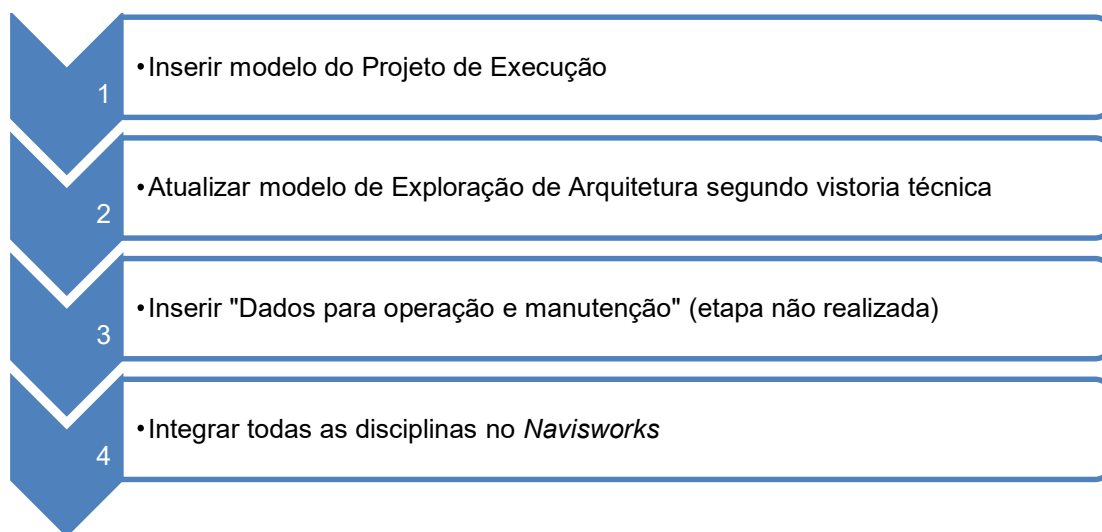 1
•Inserir modelo do Projeto de Execução
2
•Atualizar modelo de Exploração de Arquitetura segundo vistoria técnica
3
•Inserir "Dados para operação e manutenção" (etapa não realizada)
4
•Integrar todas as disciplinas no Navisworks